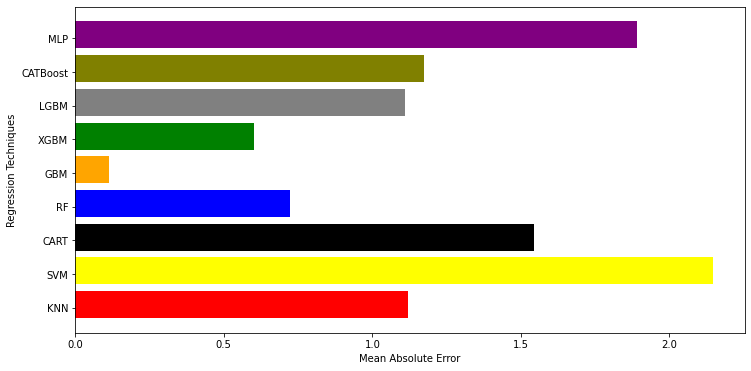 Regression Techniques
MLP
CATBoost
LGBM
XGBM
GBM
RF
CART
SVM
KNN
0.0 0.5 1.0 1.5 2.0
Mean Absolute Error